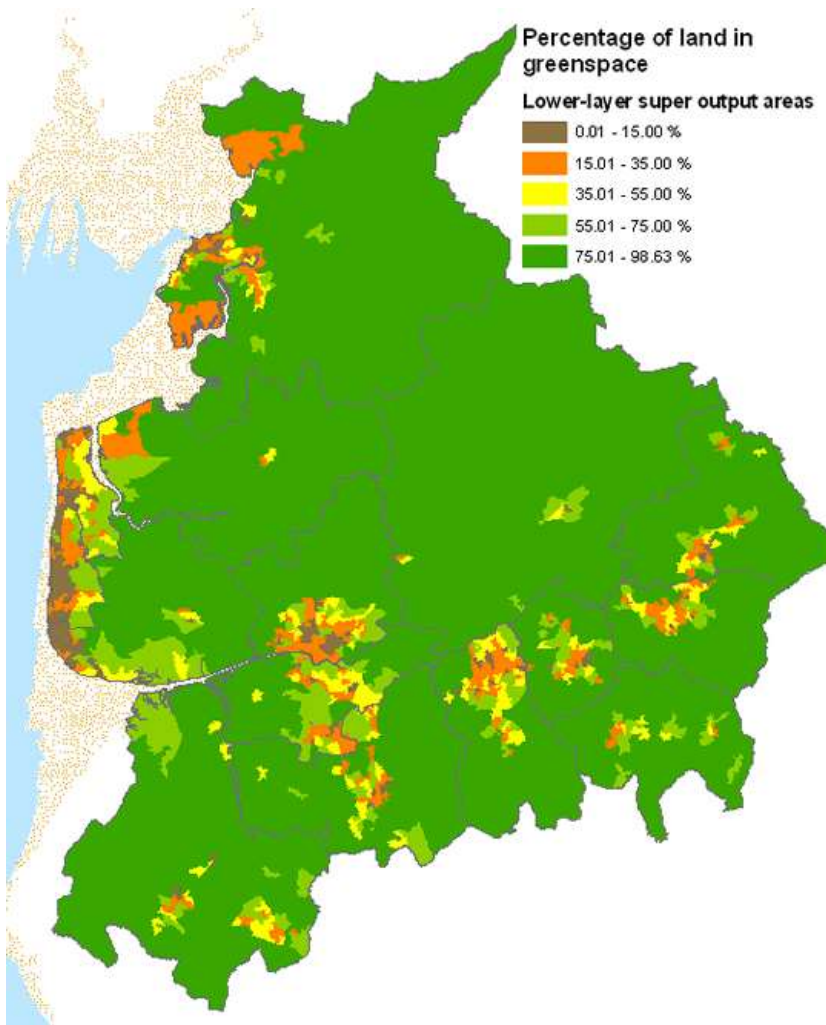 Percentage of land in
greenspace
Lower-layer super output areas
0.01 - 15.00 %
15.01 - 35.00 %
35.01 - 55.00 %
55.01 - 75.00 %
75.01 - 98.63 %